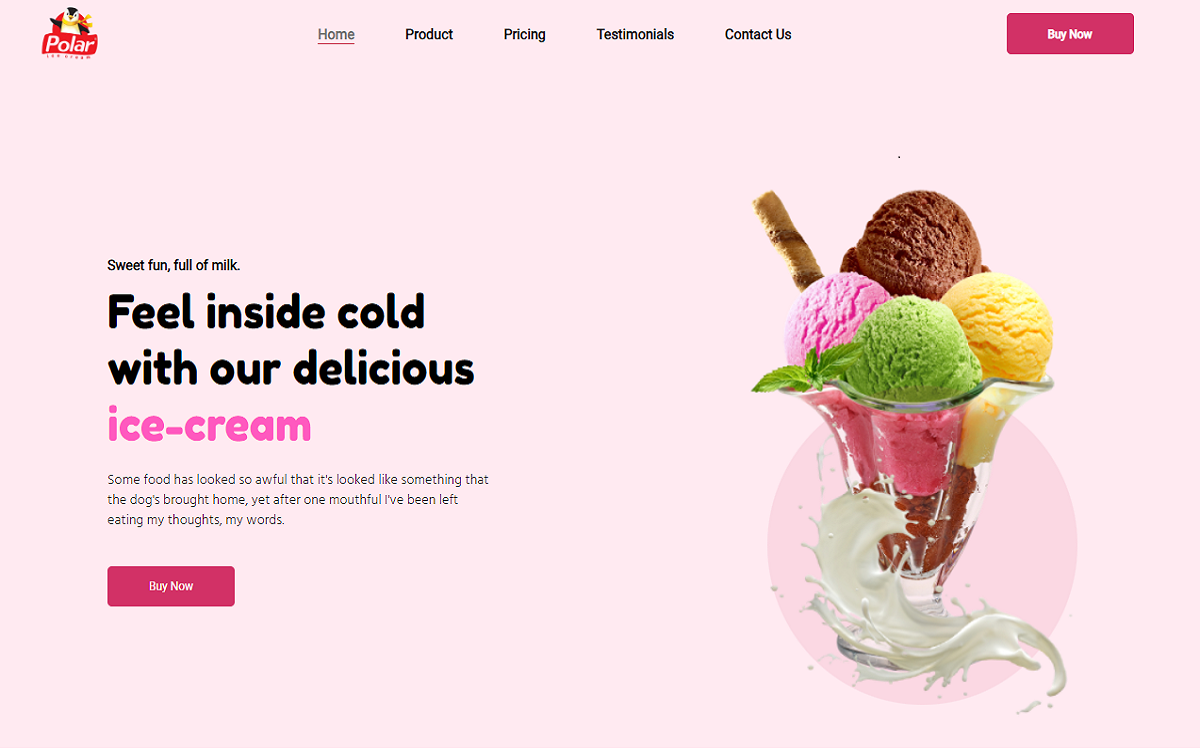 Polar
ICE CREAM
Home Product Pricing Testimonials Contact Us Buy Now
Sweet fun, full of milk.
Feel inside cold
with our delicious
ice-cream
Some food has looked so awful that it's looked like something that
the dog's brought home, yet after one mouthful I've been left
eating my thoughts, my words.
Buy Now